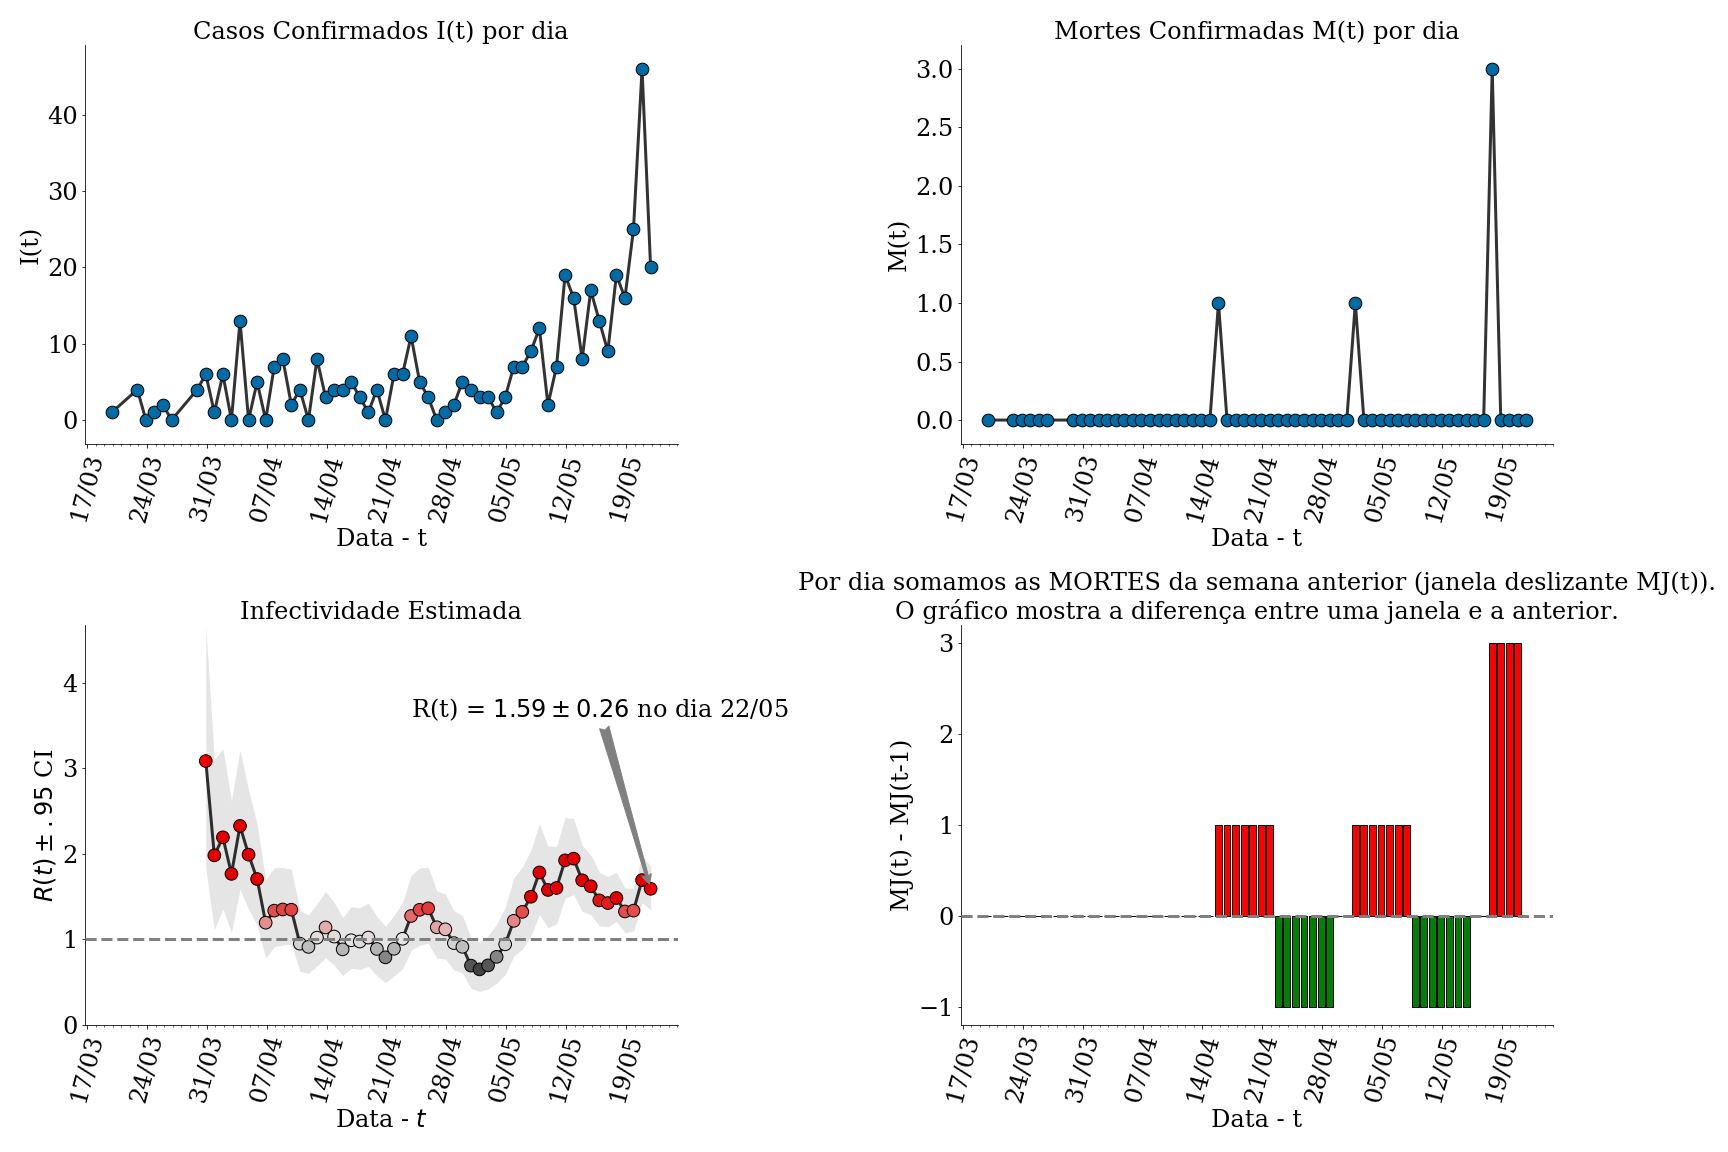 Casos Confirmados I(t) por dia
I(t)
40
30
20
10
0
17/03 24/03 31/03 07/04 14/04 21/04 28/04 05/05 12/05 19/05
Data - t
Mortes Confirmadas M(t) por dia
M(t)
3.0
2.5
2.0
1.5
1.0
0.5
0.0
17/03 24/03 31/03 07/04 14/04 21/04 28/04 05/05 12/05 19/05
Data - t
Infectividade Estimada
R(t) = 1.59 ± 0.26 no dia 22/05
R(t) ± .95 CI
4
3
2
1
0
17/03 24/03 31/03 07/04 14/04 21/04 28/04 05/05 12/05 19/05
Data - t
Por dia somamos as MORTES da semana anterior (janela deslizante MJ(t)).
O gráfico mostra a diferença entre uma janela e a anterior.
MJ(t) - MJ(t-1)
3
2
1
0
−1
17/03 24/03 31/03 07/04 14/04 21/04 28/04 05/05 12/05 19/05
Data - t